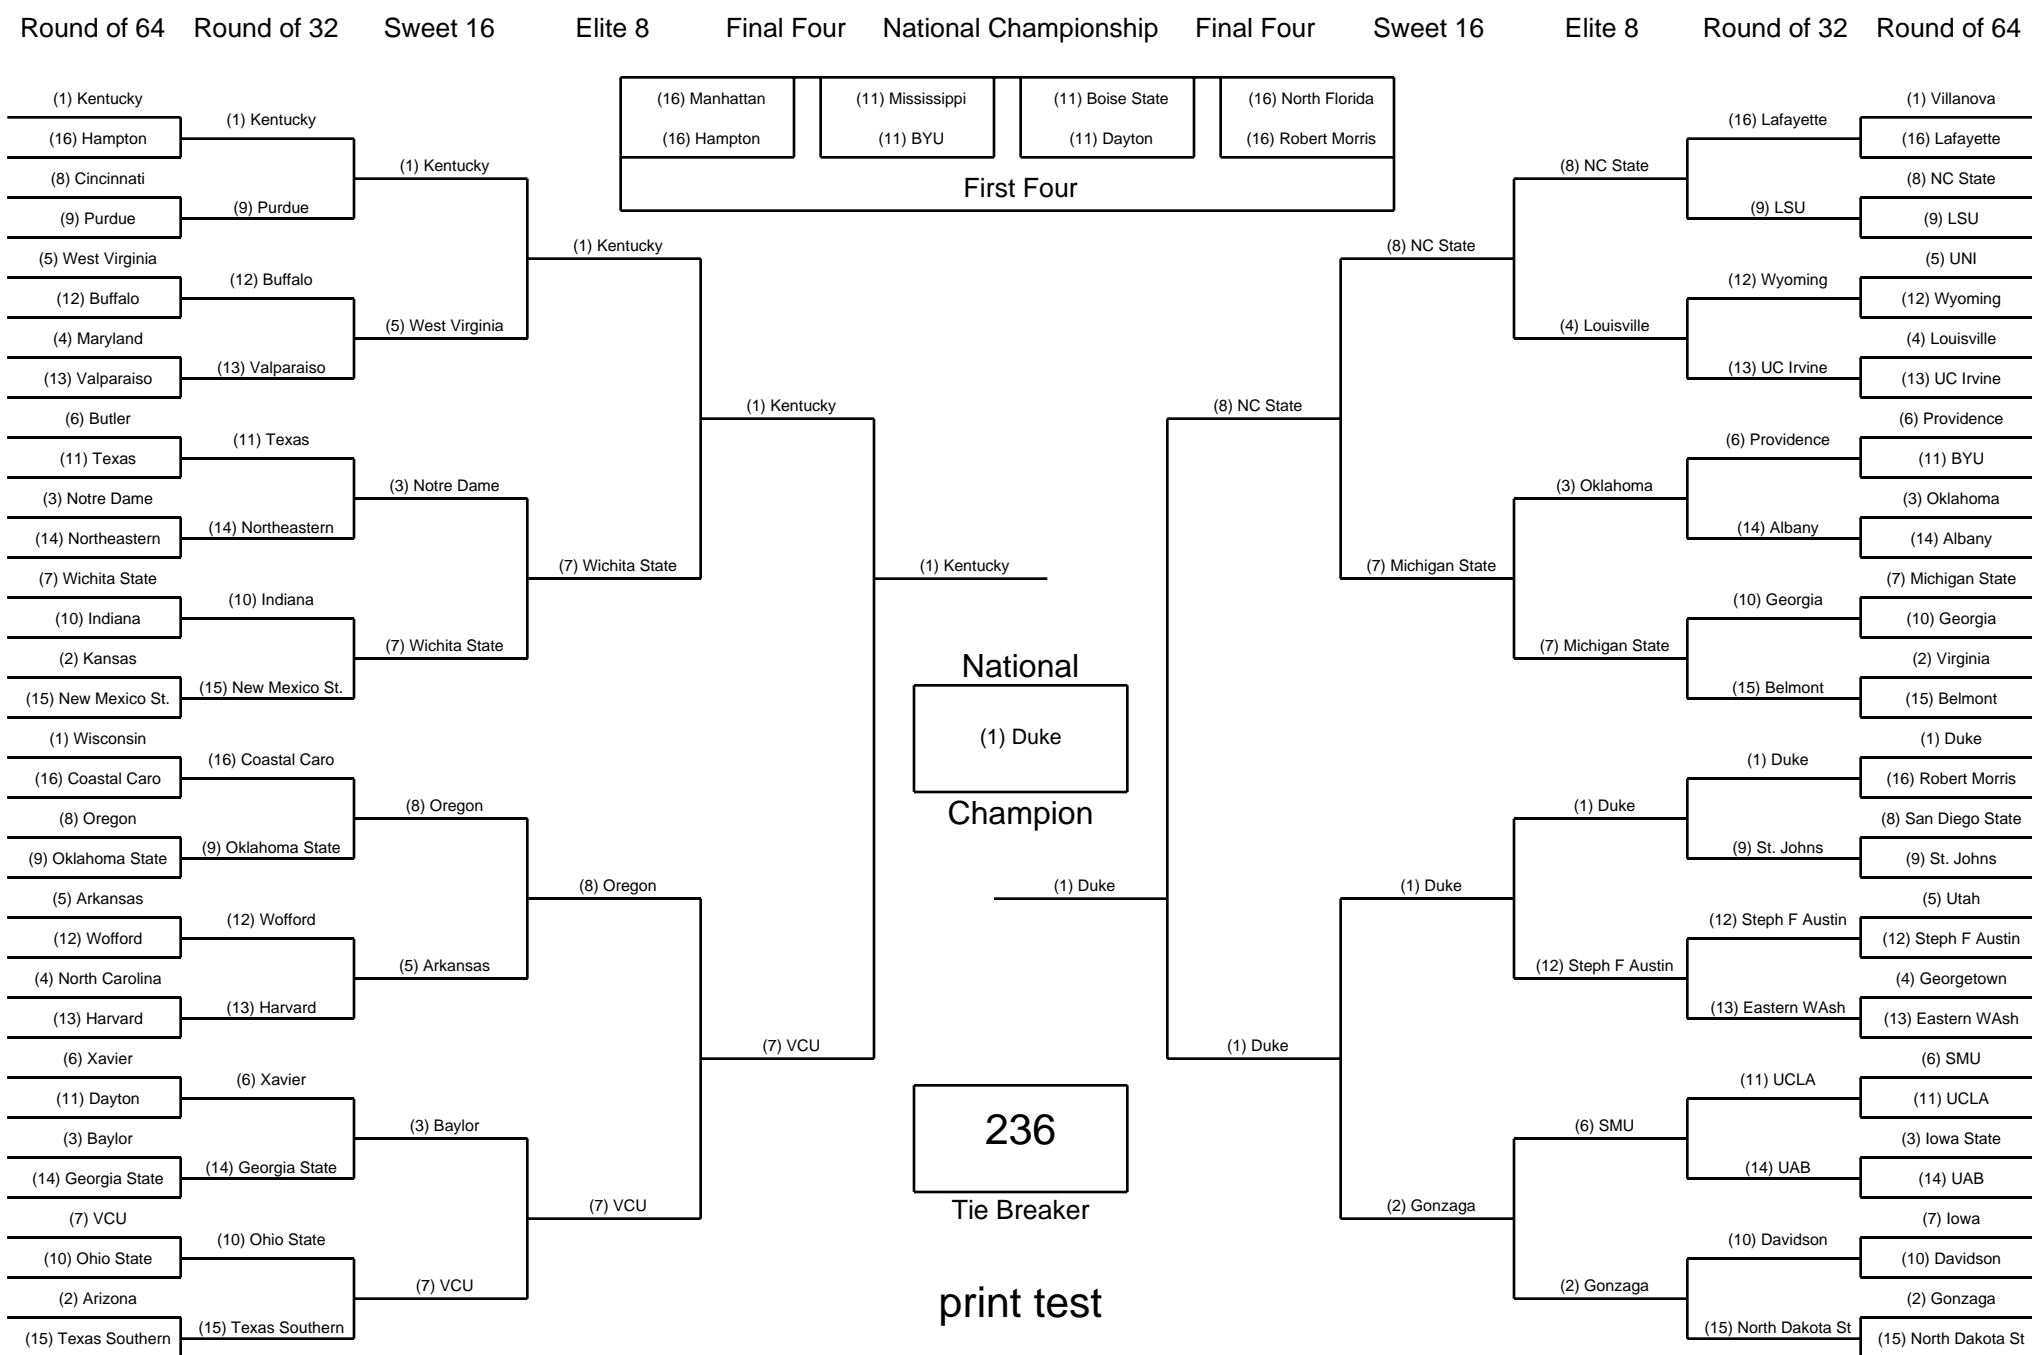 Round of 64 Round of 32 Sweet 16 Elite 8 Final Four National Championship Final Four Sweet 16 Elite 8 Round of 32 Round of 64
(1) Kentucky
(16) Hampton
(8) Cincinnati
(9) Purdue
(5) West Virginia
(12) Buffalo
(4) Maryland
(13) Valparaiso
(6) Butler
(11) Texas
(3) Notre Dame
(14) Northeastern
(7) Wichita State
(10) Indiana
(2) Kansas
(15) New Mexico St.
(1) Wisconsin
(16) Coastal Caro
(8) Oregon
(9) Oklahoma State
(5) Arkansas
(12) Wofford
(4) North Carolina
(13) Harvard
(6) Xavier
(11) Dayton
(3) Baylor
(14) Georgia State
(7) VCU
(10) Ohio State
(2) Arizona
(15) Texas Southern
(1) Kentucky
(9) Purdue
(12) Buffalo
(13) Valparaiso
(11) Texas
(14) Northeastern
(10) Indiana
(15) New Mexico St.
(16) Coastal Caro
(9) Oklahoma State
(12) Wofford
(13) Harvard
(6) Xavier
(14) Georgia State
(10) Ohio State
(15) Texas Southern
(1) Kentucky
(5) West Virginia
(3) Notre Dame
(7) Wichita State
(8) Oregon
(5) Arkansas
(3) Baylor
(7) VCU
(1) Kentucky
(7) Wichita State
(8) Oregon
(7) VCU
(1) Kentucky
(7) VCU
(16) Manhattan
(16) Hampton
(11) Mississippi
(11) BYU
(11) Boise State
(11) Dayton
(16) North Florida
(16) Robert Morris
First Four
(1) Kentucky
National
(1) Duke
Champion
(1) Duke
236
Tie Breaker
print test
(8) NC State
(1) Duke
(8) NC State
(7) Michigan State
(1) Duke
(2) Gonzaga
(8) NC State
(4) Louisville
(3) Oklahoma
(7) Michigan State
(1) Duke
(12) Steph F Austin
(6) SMU
(2) Gonzaga
(16) Lafayette
(9) LSU
(12) Wyoming
(13) UC Irvine
(6) Providence
(14) Albany
(10) Georgia
(15) Belmont
(1) Duke
(9) St. Johns
(12) Steph F Austin
(13) Eastern WAsh
(11) UCLA
(14) UAB
(10) Davidson
(15) North Dakota St
(1) Villanova
(16) Lafayette
(8) NC State
(9) LSU
(5) UNI
(12) Wyoming
(4) Louisville
(13) UC Irvine
(6) Providence
(11) BYU
(3) Oklahoma
(14) Albany
(7) Michigan State
(10) Georgia
(2) Virginia
(15) Belmont
(1) Duke
(16) Robert Morris
(8) San Diego State
(9) St. Johns
(5) Utah
(12) Steph F Austin
(4) Georgetown
(13) Eastern WAsh
(6) SMU
(11) UCLA
(3) Iowa State
(14) UAB
(7) Iowa
(10) Davidson
(2) Gonzaga
(15) North Dakota St